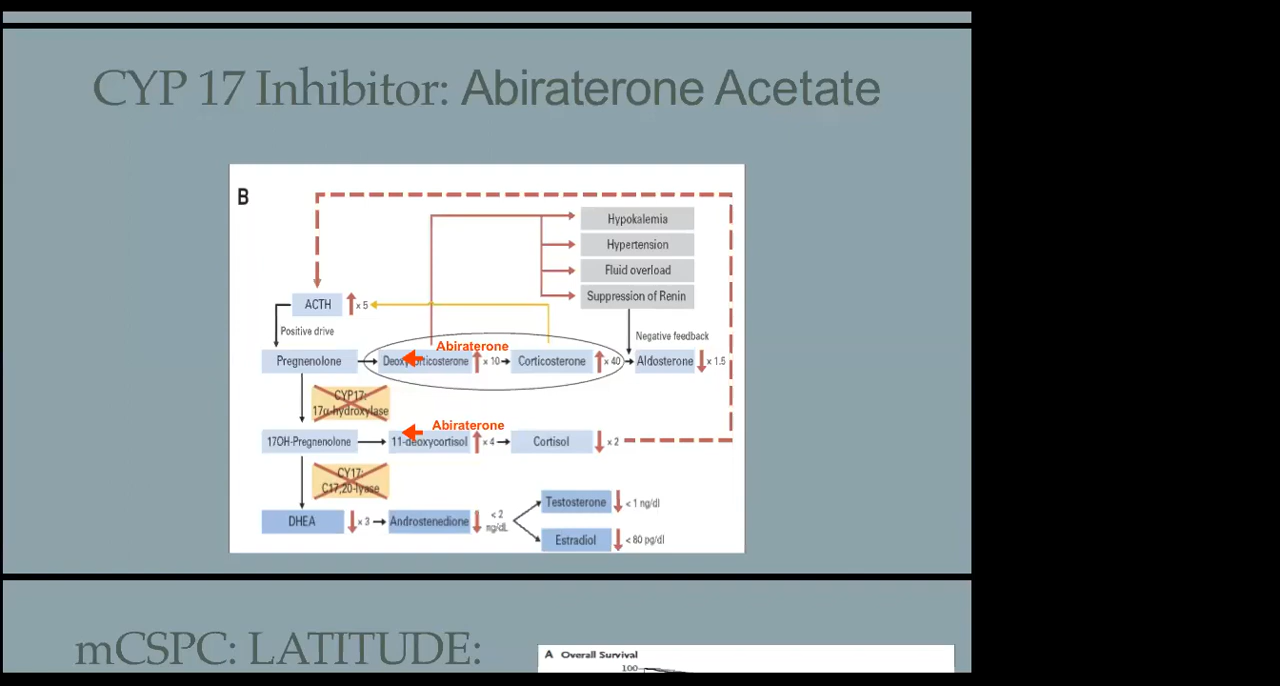 CYP 17 Inhibitor: Abiraterone Acetate
B
Hypokalemia
Hypertension
Fluid overload
Suppression of Renin
ACTH
x 5
Positive drive
Negative feedback
Abiraterone
Pregnenolone
Deoxycorticosterone
x 10
Corticosterone
x 40
Aldosterone
x 1.5
CYP17:
17α-hydroxylase
Abiraterone
17OH-Pregnenolone
11-deoxycortisol
x 4
Cortisol
x 2
CY17:
C17,20-lyase
Testosterone
< 1 ng/dl
DHEA
x 3
Androstenedione
< 2
ng/dL
Estradiol
< 80 pg/dl
mCSPC: LATITUDE:
A Overall Survival
100